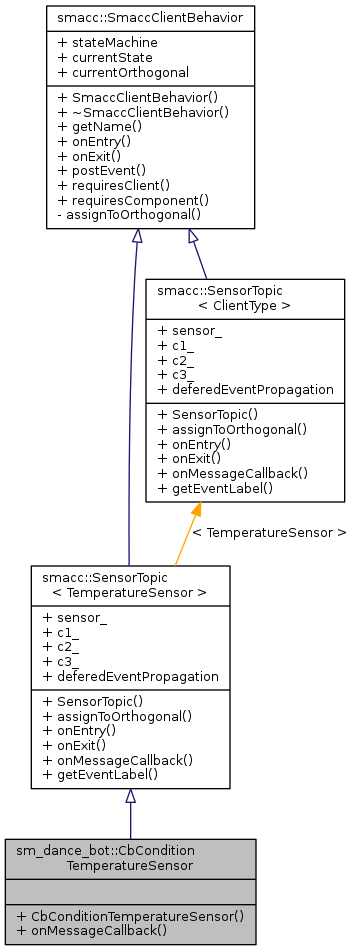 smacc::SmaccClientBehavior
+ stateMachine
+ currentState
+ currentOrthogonal
+ SmaccClientBehavior()
+ ~SmaccClientBehavior()
+ getName()
+ onEntry()
+ onExit()
+ postEvent()
+ requiresClient()
+ requiresComponent()
- assignToOrthogonal()
smacc::SensorTopic
< ClientType >
+ sensor_
+ c1_
+ c2_
+ c3_
+ deferedEventPropagation
+ SensorTopic()
+ assignToOrthogonal()
+ onEntry()
+ onExit()
+ onMessageCallback()
+ getEventLabel()
< TemperatureSensor >
smacc::SensorTopic
< TemperatureSensor >
+ sensor_
+ c1_
+ c2_
+ c3_
+ deferedEventPropagation
+ SensorTopic()
+ assignToOrthogonal()
+ onEntry()
+ onExit()
+ onMessageCallback()
+ getEventLabel()
sm_dance_bot::CbCondition
TemperatureSensor
+ CbConditionTemperatureSensor()
+ onMessageCallback()